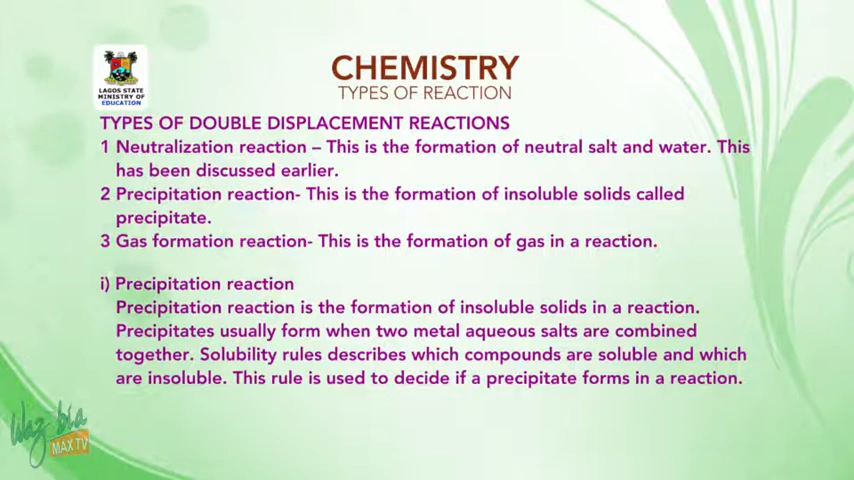 LAGOS STATE
MINISTRY OF
EDUCATION
CHEMISTRY
TYPES OF REACTION
TYPES OF DOUBLE DISPLACEMENT REACTIONS
1 Neutralization reaction – This is the formation of neutral salt and water. This
has been discussed earlier.
2 Precipitation reaction- This is the formation of insoluble solids called
precipitate.
3 Gas formation reaction- This is the formation of gas in a reaction.
i) Precipitation reaction
Precipitation reaction is the formation of insoluble solids in a reaction.
Precipitates usually form when two metal aqueous salts are combined
together. Solubility rules describes which compounds are soluble and which
are insoluble. This rule is used to decide if a precipitate forms in a reaction.
Waz bia
MAX TV